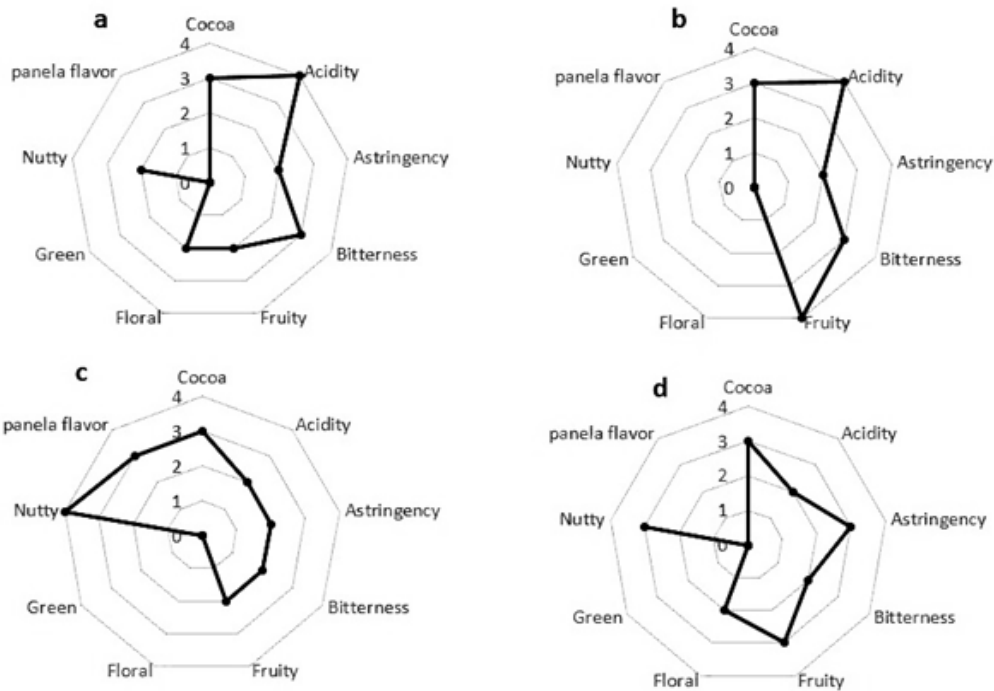 a
Cocoa
4
3
2
1
0
Acidity
Astringency
Bitterness
Fruity
Floral
Green
Nutty
panela flavor
b
Cocoa
4
3
2
1
0
Acidity
Astringency
Bitterness
Fruity
Floral
Green
Nutty
panela flavor
c
Cocoa
4
3
2
1
0
Acidity
Astringency
Bitterness
Fruity
Floral
Green
Nutty
panela flavor
d
Cocoa
4
3
2
1
0
Acidity
Astringency
Bitterness
Fruity
Floral
Green
Nutty
panela flavor